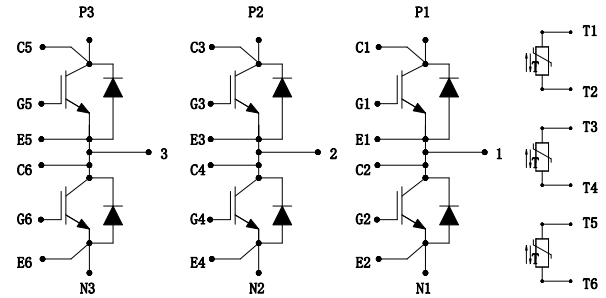 P3 P2 P1
T1
C5 C3 C1
T
T2
G5 G3 G1
T3
E5 E3 E1
3 2 1
T
C6 C4 C2
T4
G6 G4 G2
T5
T
E6 E4 E2
T6
N3 N2 N1